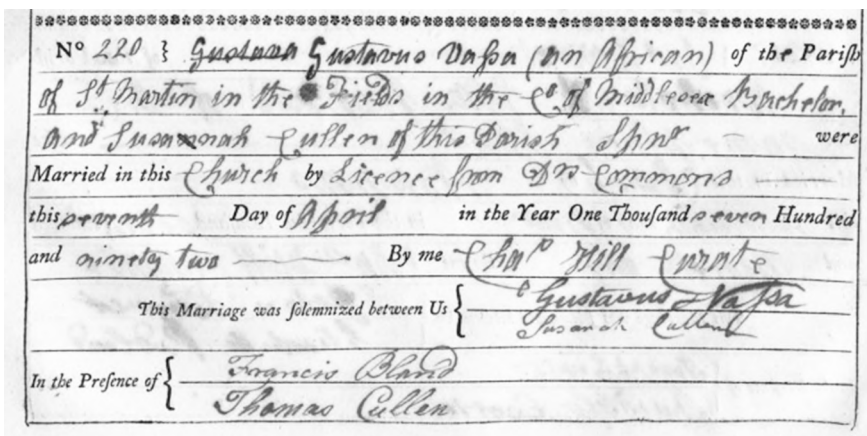 No 220 } Gustava Gustavus Vassa (an African) of the Parish
of St Martin in the Fields in the Co of Middlesex Bachelor,
and Susannah Cullen of this Parish Spnr were
Married in this Church by Licence from Drs Commons
this seventh Day of April in the Year One Thousand seven Hundred
and ninety two By me Chas Hill Curate
This Marriage was solemnized between Us { Gustavus Vassa
Susanah Cullen
In the Presence of { Francis Bland
Thomas Cullen